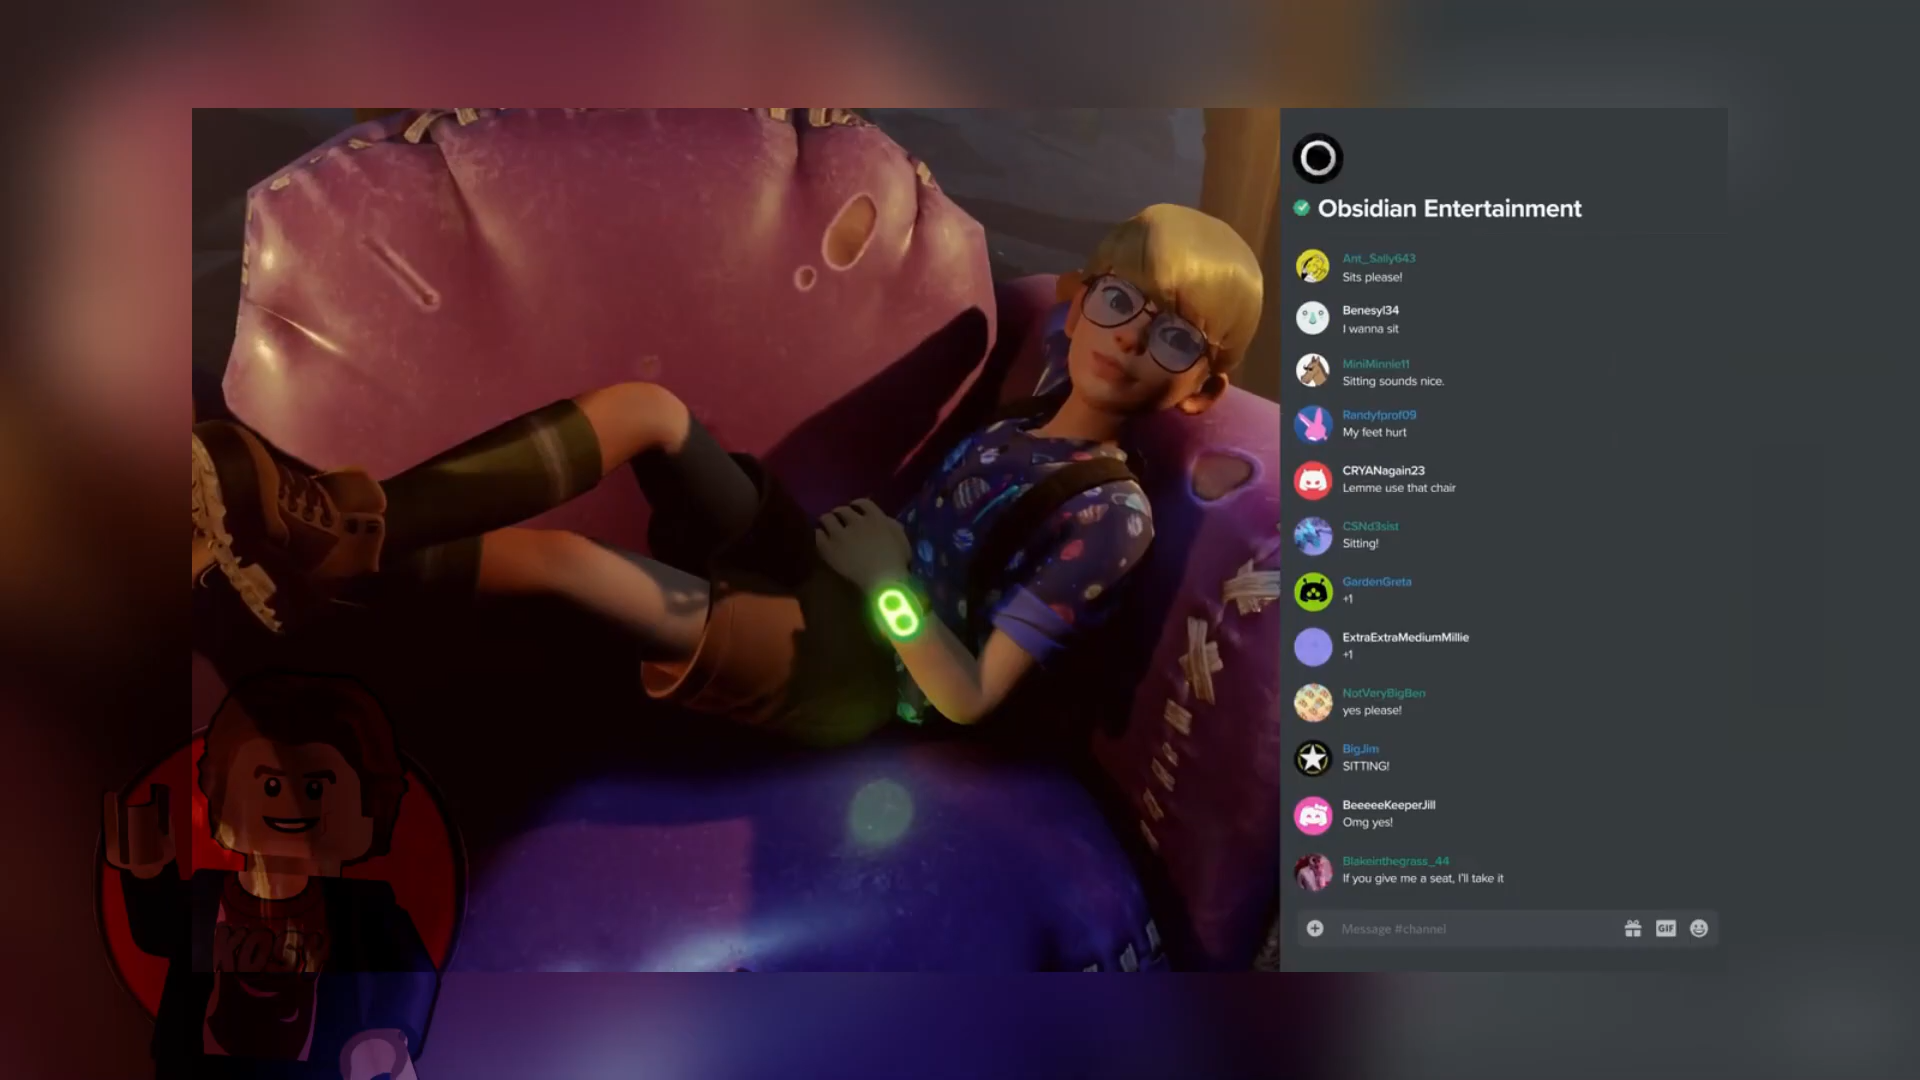 Obsidian Entertainment
Ant_Sally643
Sits please!
Benesyl34
I wanna sit
MiniMinnie11
Sitting sounds nice.
Randyfprof09
My feet hurt
CRYANagain23
Lemme use that chair
CSNd3sist
Sitting!
GardenGreta
+1
ExtraExtraMediumMillie
+1
NotVeryBigBen
yes please!
BigJim
SITTING!
BeeeeeKeeperJill
Omg yes!
Blakeinthegrass_44
If you give me a seat, I'll take it
Message #channel
GIF